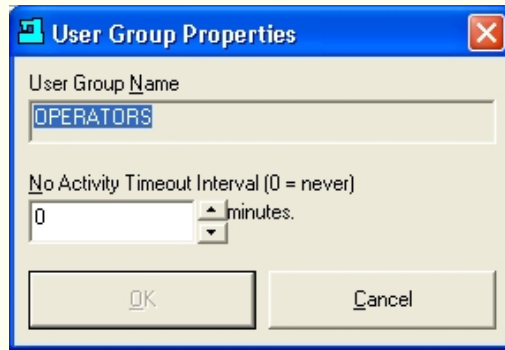 User Group Properties
User Group Name
OPERATORS
No Activity Timeout Interval (0 = never)
0 minutes.
OK Cancel